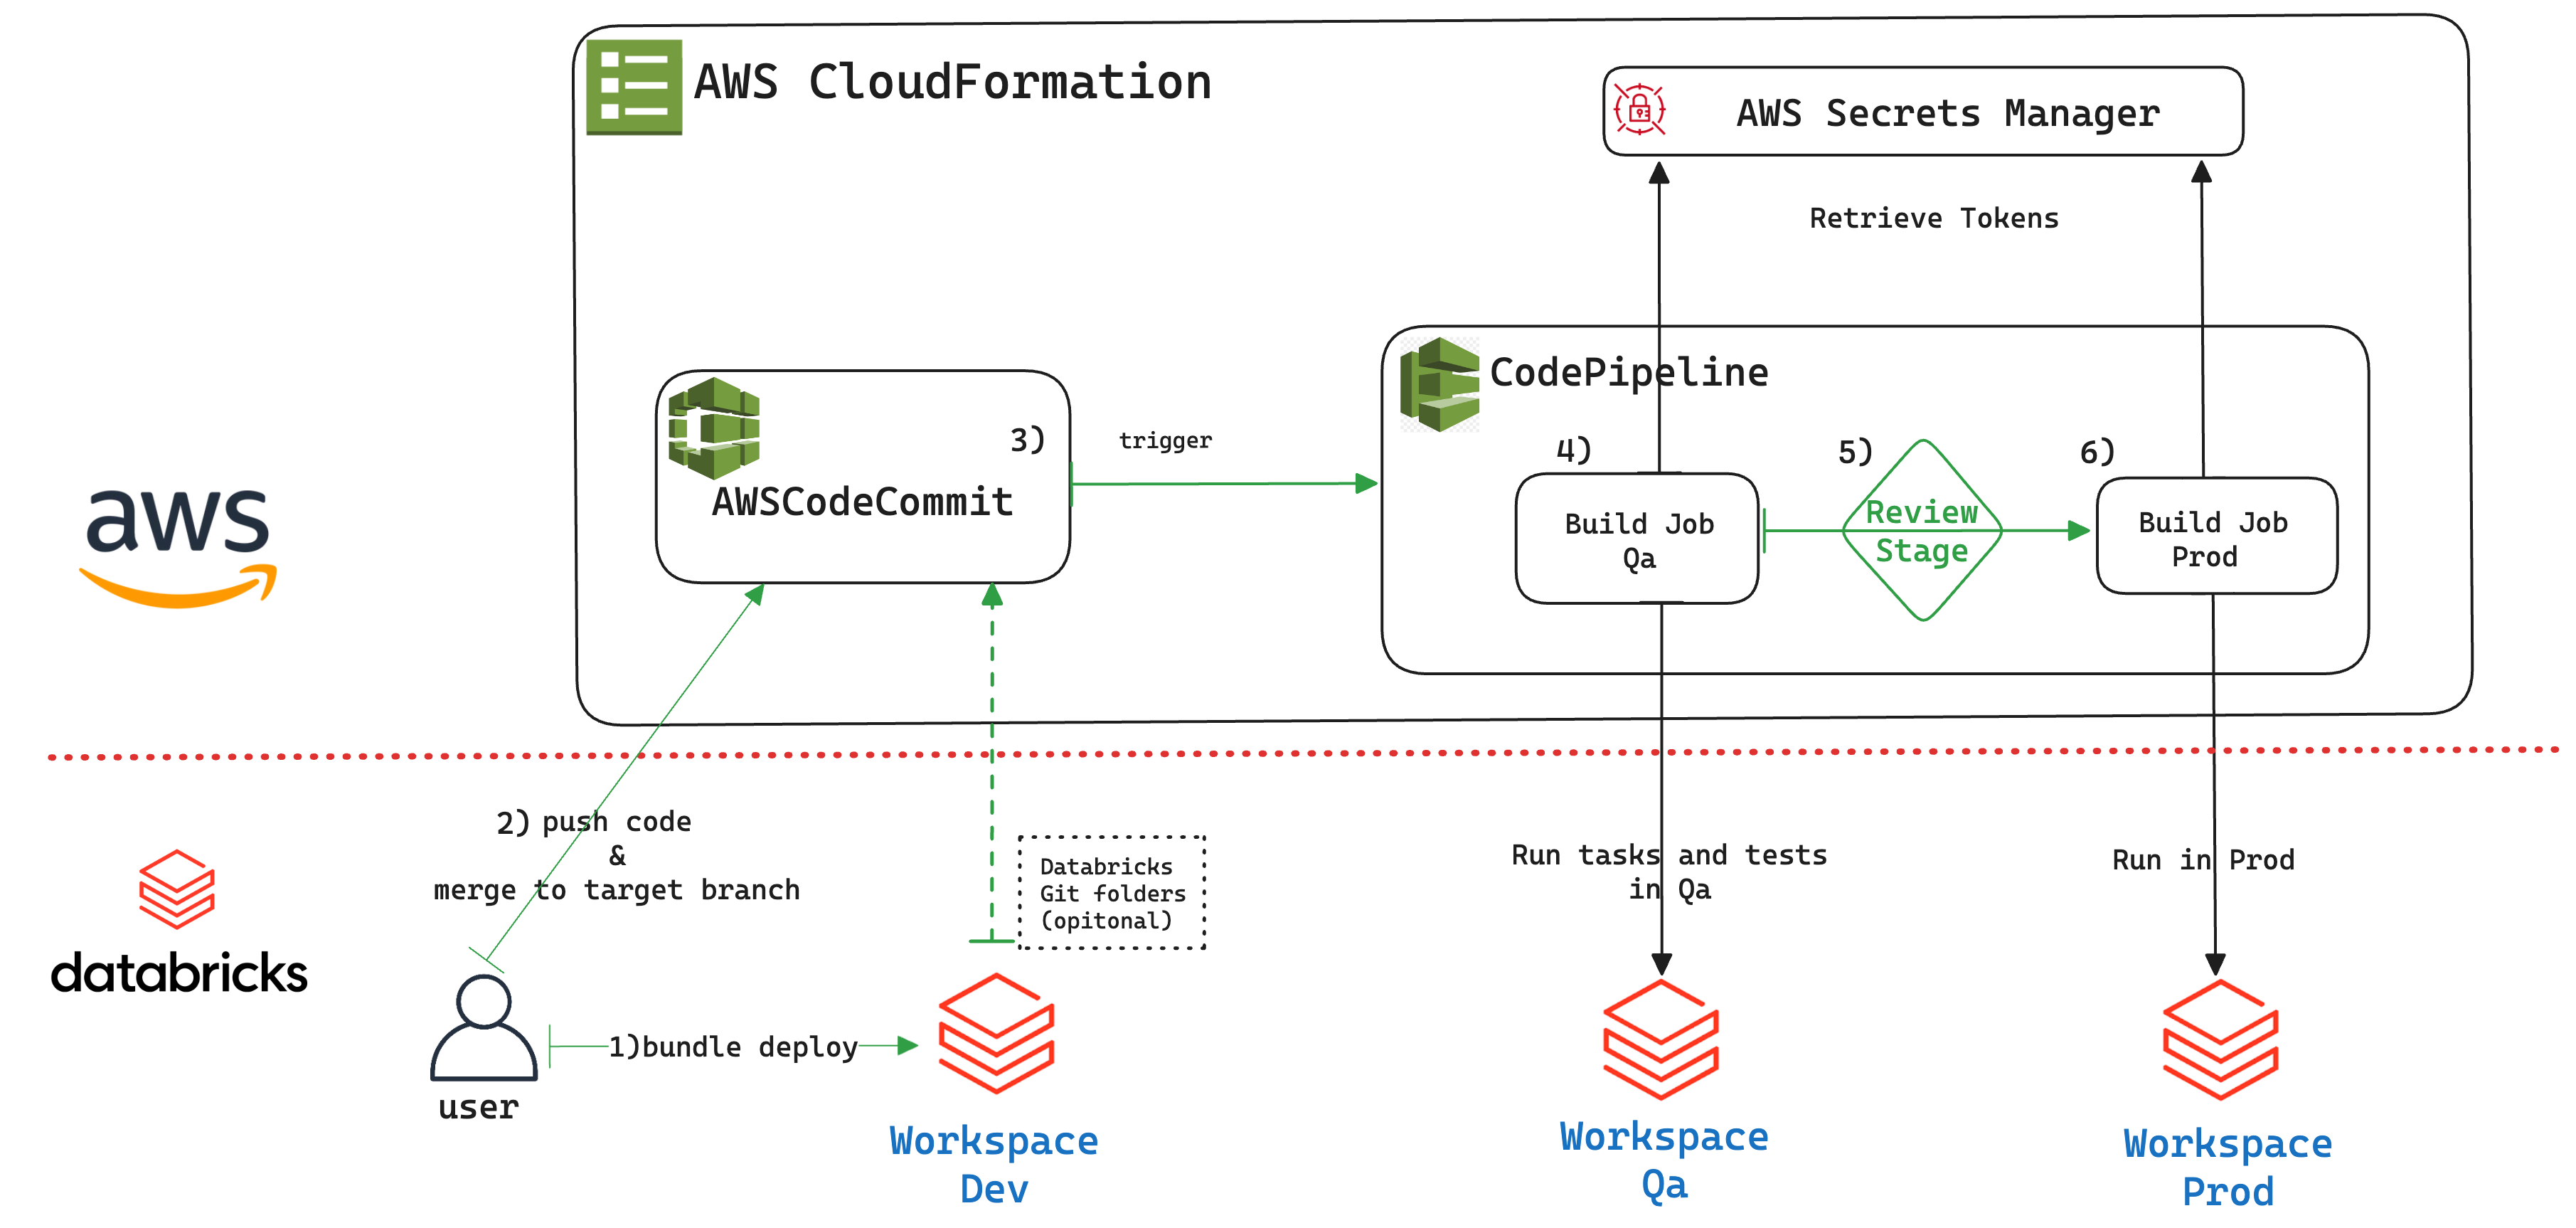 AWS CloudFormation
AWS Secrets Manager
Retrieve Tokens
CodePipeline
3)
trigger
AWSCodeCommit
4)
5)
6)
Build Job
Qa
Review
Stage
Build Job
Prod
aws
2) push code
&
merge to target branch
Databricks
Git folders
(opitonal)
Run tasks and tests
in Qa
Run in Prod
databricks
1)bundle deploy
user
Workspace
Dev
Workspace
Qa
Workspace
Prod